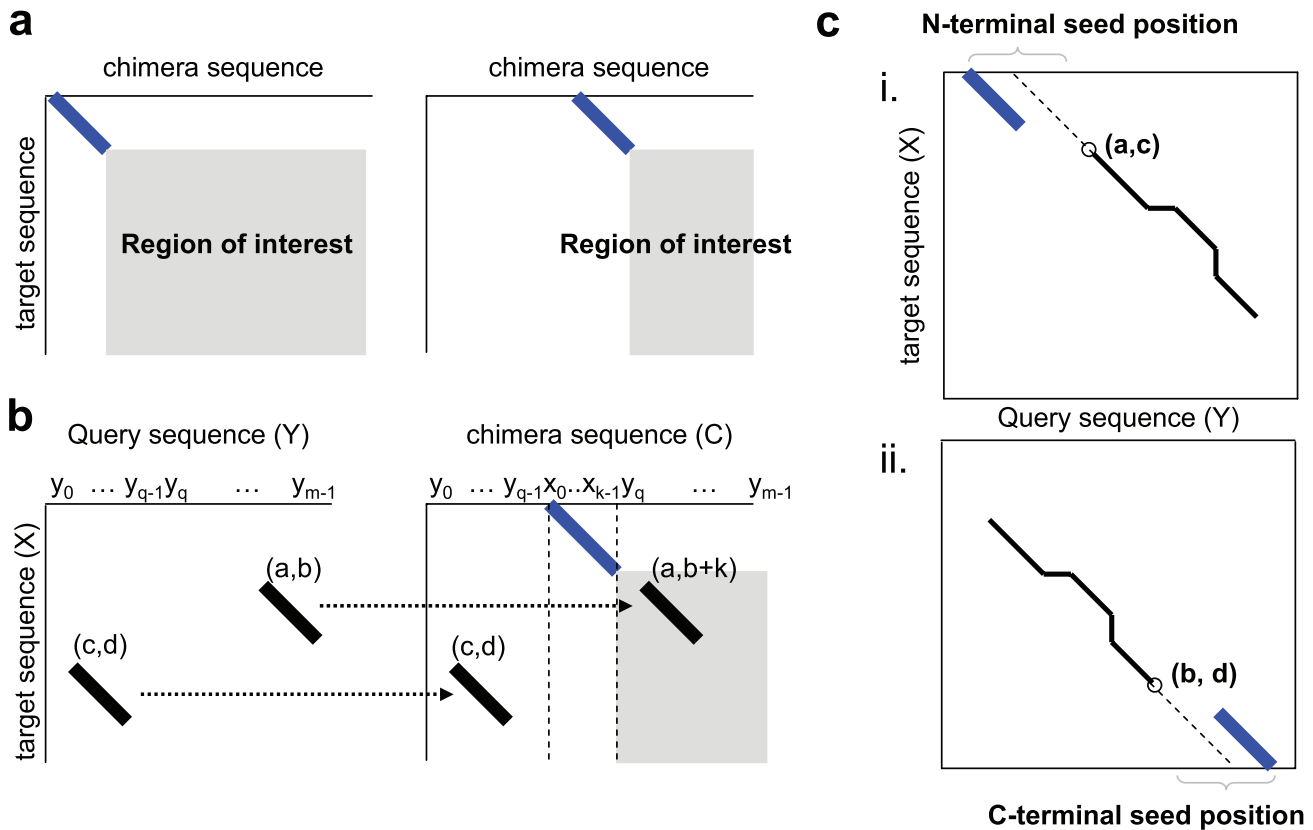 a
chimera sequence
chimera sequence
target sequence
Region of interest
Region of interest
b
Query sequence (Y)
chimera sequence (C)
y0 … yq-1yq … ym-1
y0 … yq-1x0..xk-1yq … ym-1
target sequence (X)
(a,b)
(a,b+k)
(c,d)
(c,d)
c
N-terminal seed position
i.
target sequence (X)
(a,c)
Query sequence (Y)
ii.
(b, d)
C-terminal seed position